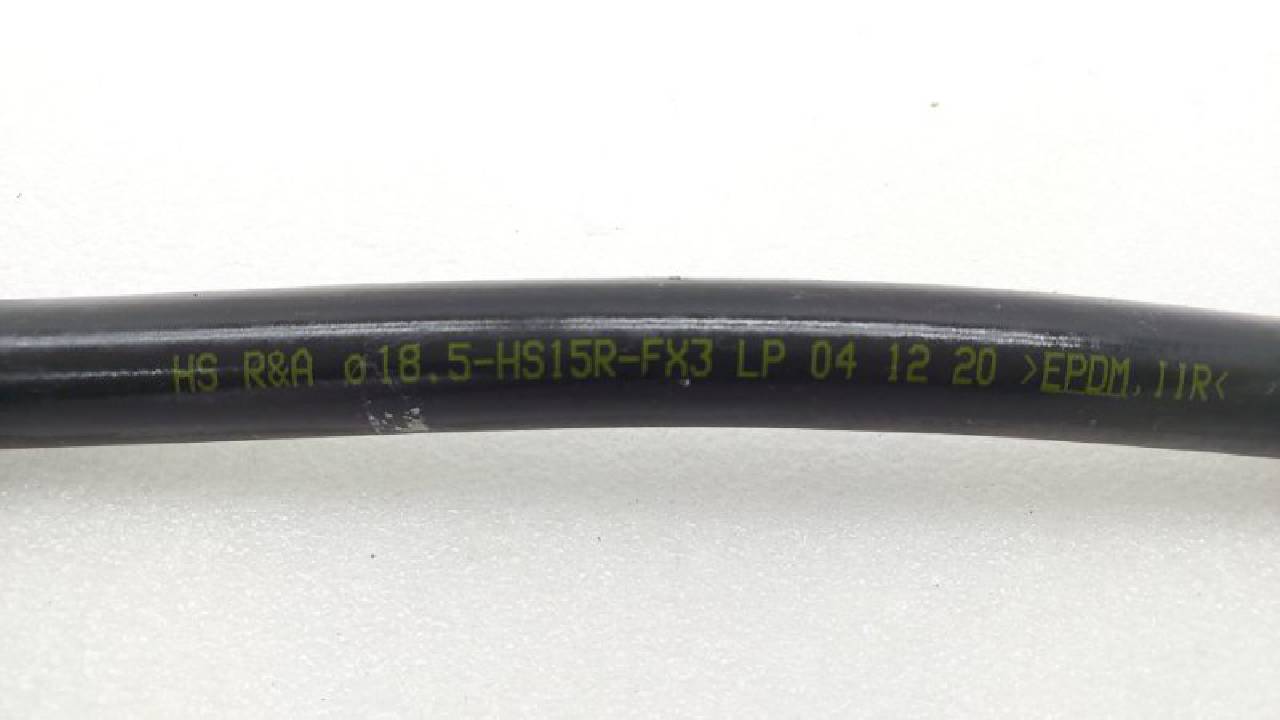 HS R&A ø18.5-HS15R-FX3 LP 04 12 20 >EPDM,IIR<